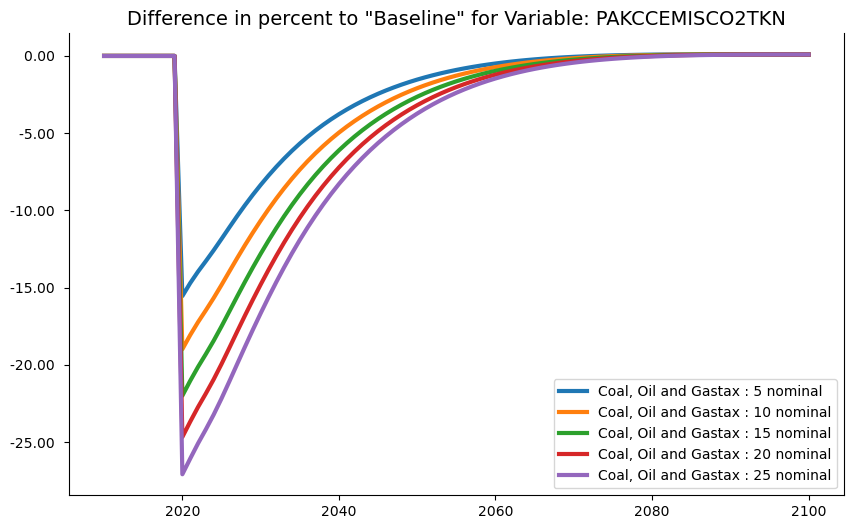 Difference in percent to "Baseline" for Variable: PAKCCEMISCO2TKN
0.00
-5.00
-10.00
-15.00
-20.00
-25.00
Coal, Oil and Gastax : 5 nominal
Coal, Oil and Gastax : 10 nominal
Coal, Oil and Gastax : 15 nominal
Coal, Oil and Gastax : 20 nominal
Coal, Oil and Gastax : 25 nominal
2020 2040 2060 2080 2100